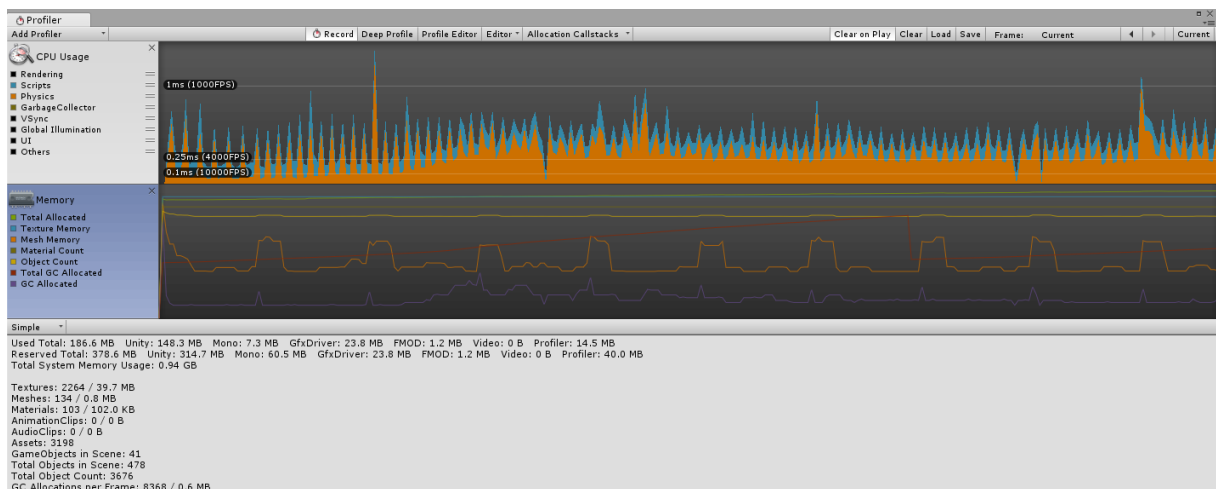 Profiler
Add Profiler Record Deep Profile Profile Editor Editor Allocation Callstacks Clear on Play Clear Load Save Frame: Current Current
CPU Usage
Rendering
Scripts
Physics
GarbageCollector
VSync
Global Illumination
UI
Others
1ms (1000FPS)
0.25ms (4000FPS)
0.1ms (10000FPS)
Memory
Total Allocated
Texture Memory
Mesh Memory
Material Count
Object Count
Total GC Allocated
GC Allocated
Simple
Used Total: 186.6 MB Unity: 148.3 MB Mono: 7.3 MB GfxDriver: 23.8 MB FMOD: 1.2 MB Video: 0 B Profiler: 14.5 MB
Reserved Total: 378.6 MB Unity: 314.7 MB Mono: 60.5 MB GfxDriver: 23.8 MB FMOD: 1.2 MB Video: 0 B Profiler: 40.0 MB
Total System Memory Usage: 0.94 GB
Textures: 2264 / 39.7 MB
Meshes: 134 / 0.8 MB
Materials: 103 / 102.0 KB
AnimationClips: 0 / 0 B
AudioClips: 0 / 0 B
Assets: 3198
GameObjects in Scene: 41
Total Objects in Scene: 478
Total Object Count: 3676
GC Allocations per Frame: 8368 / 0.6 MB